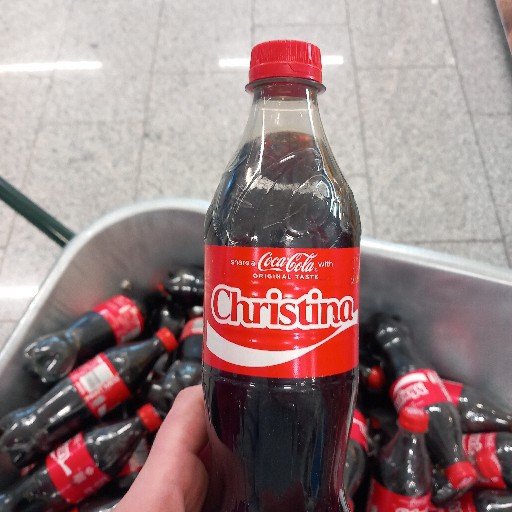 share a Coca-Cola with
ORIGINAL TASTE
Christina